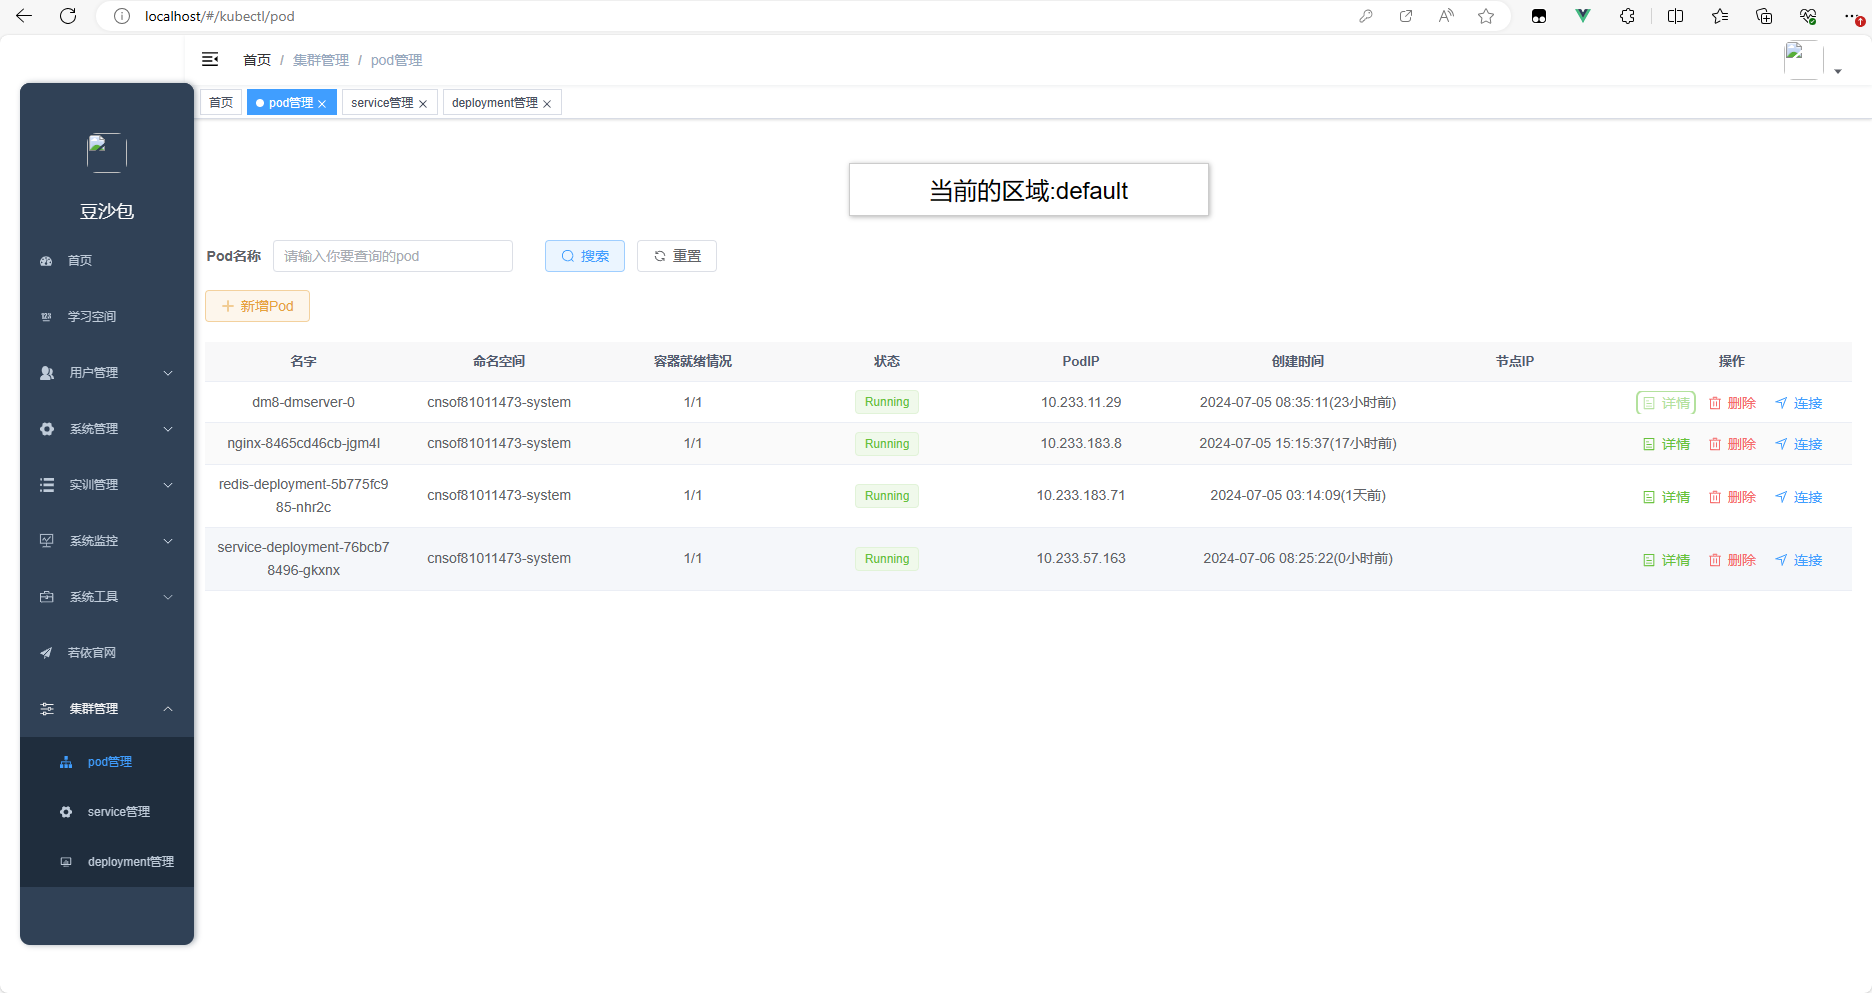 localhost/#/kubectl/pod
首页 / 集群管理 / pod管理
首页 pod管理 × service管理 × deployment管理 ×
豆沙包
首页
学习空间
用户管理
系统管理
实训管理
系统监控
系统工具
若依官网
集群管理
pod管理
service管理
deployment管理
当前的区域:default
Pod名称 请输入你要查询的pod 搜索 重置
新增Pod
名字 命名空间 容器就绪情况 状态 PodIP 创建时间 节点IP 操作
dm8-dmserver-0 cnsof81011473-system 1/1 Running 10.233.11.29 2024-07-05 08:35:11(23小时前) 详情 删除 连接
nginx-8465cd46cb-jgm4l cnsof81011473-system 1/1 Running 10.233.183.8 2024-07-05 15:15:37(17小时前) 详情 删除 连接
redis-deployment-5b775fc9
85-nhr2c cnsof81011473-system 1/1 Running 10.233.183.71 2024-07-05 03:14:09(1天前) 详情 删除 连接
service-deployment-76bcb7
8496-gkxnx cnsof81011473-system 1/1 Running 10.233.57.163 2024-07-06 08:25:22(0小时前) 详情 删除 连接